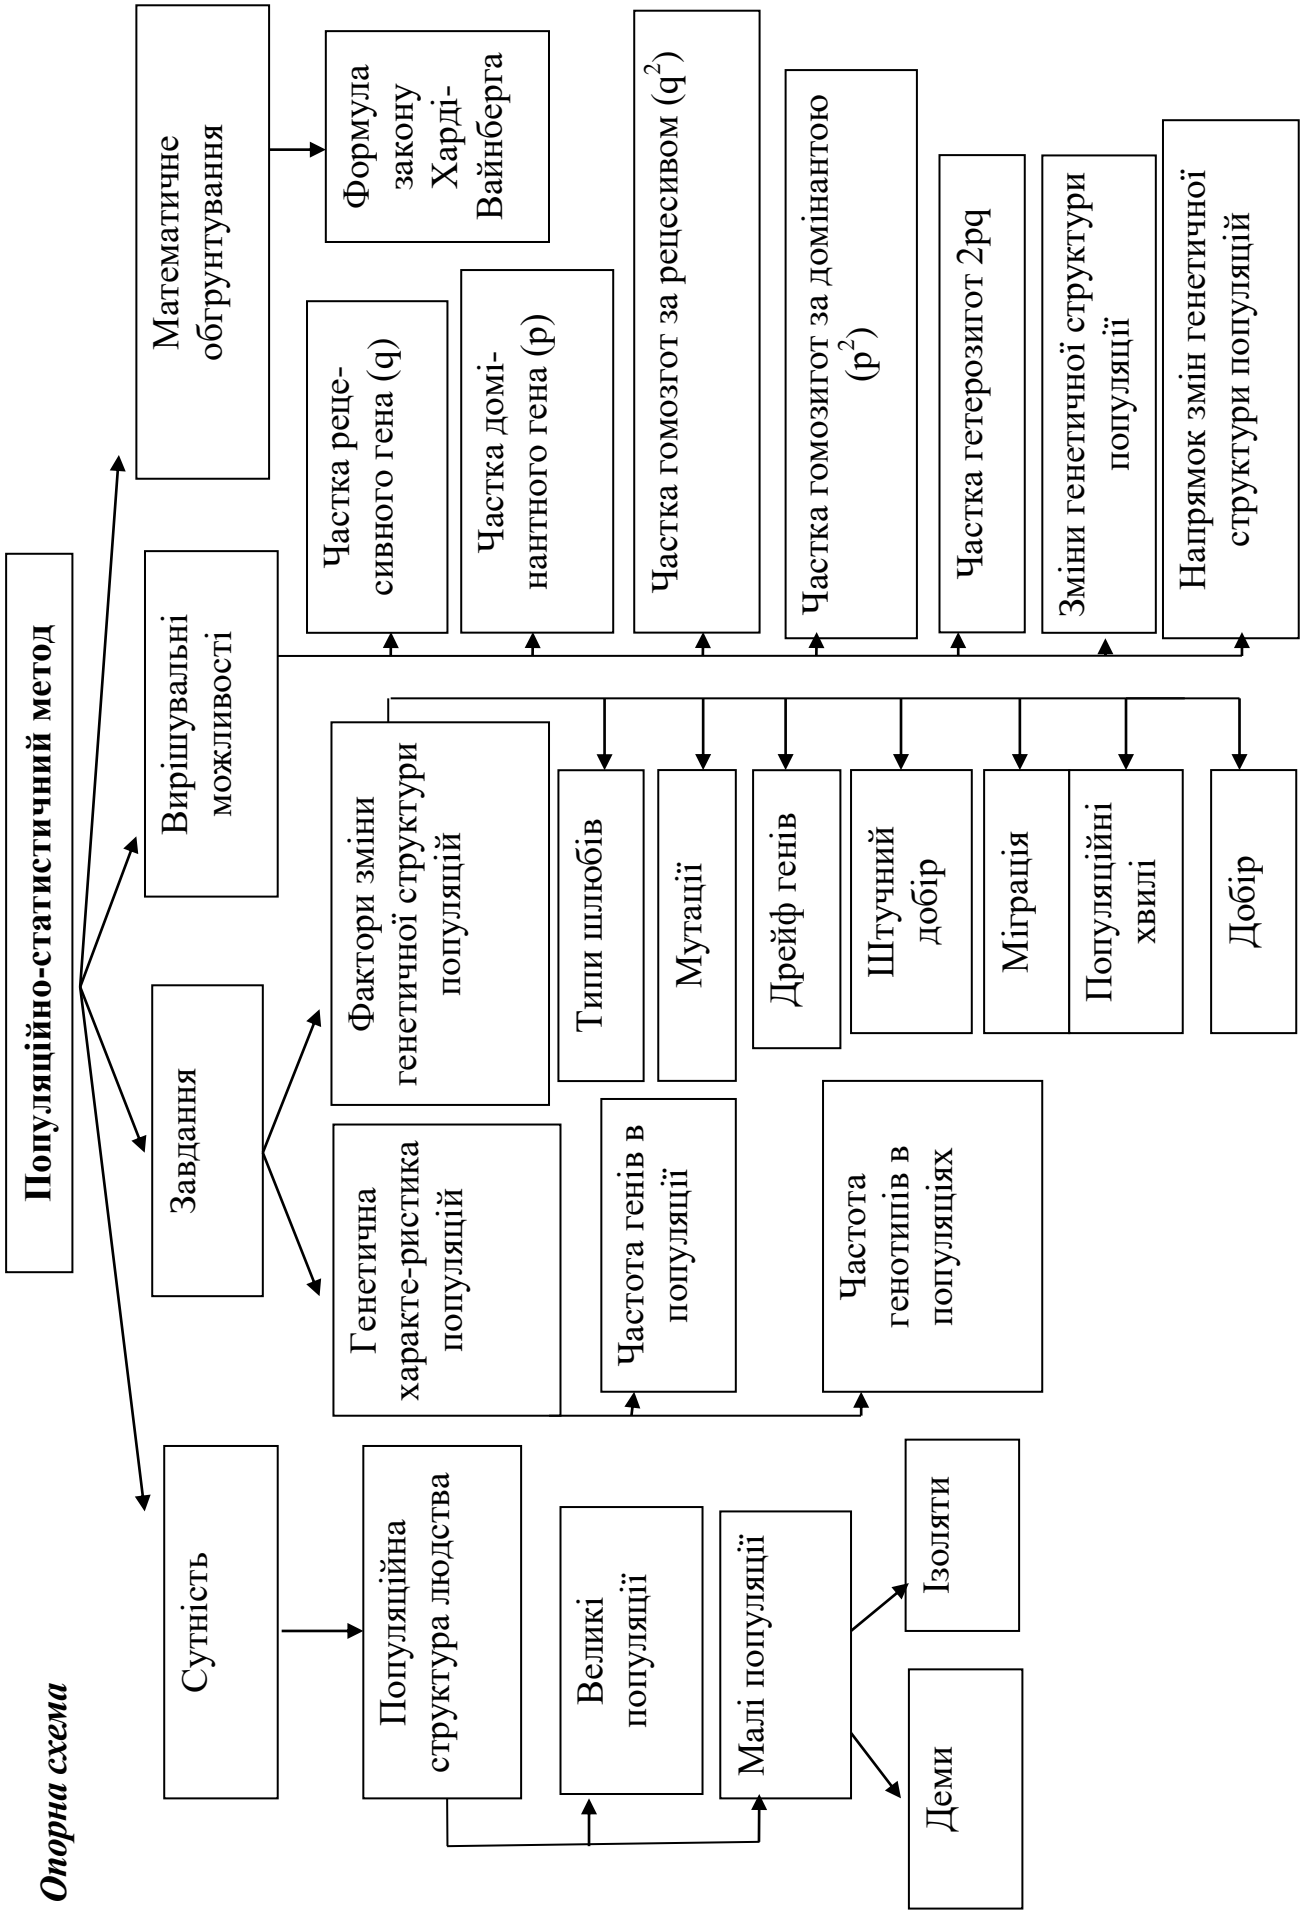 Опорна схема
Популяційно-статистичний метод
Сутність
Завдання
Вирішувальні
можливості
Математичне
обгрунтування
Популяційна
структура людства
Великі
популяції
Малі популяції
Деми
Ізоляти
Генетична
характе-ристика
популяцій
Частота генів в
популяції
Частота
генотипів в
популяціях
Фактори зміни
генетичної структури
популяцій
Типи шлюбів
Мутації
Дрейф генів
Штучний
добір
Міграція
Популяційні
хвилі
Добір
Частка реце-
сивного гена (q)
Частка домі-
нантного гена (p)
Частка гомозгот за рецесивом (q²)
Частка гомозигот за домінантою
(p²)
Частка гетерозигот 2pq
Зміни генетичної структури
популяції
Напрямок змін генетичної
структури популяцій
Формула
закону
Харді-
Вайнберга